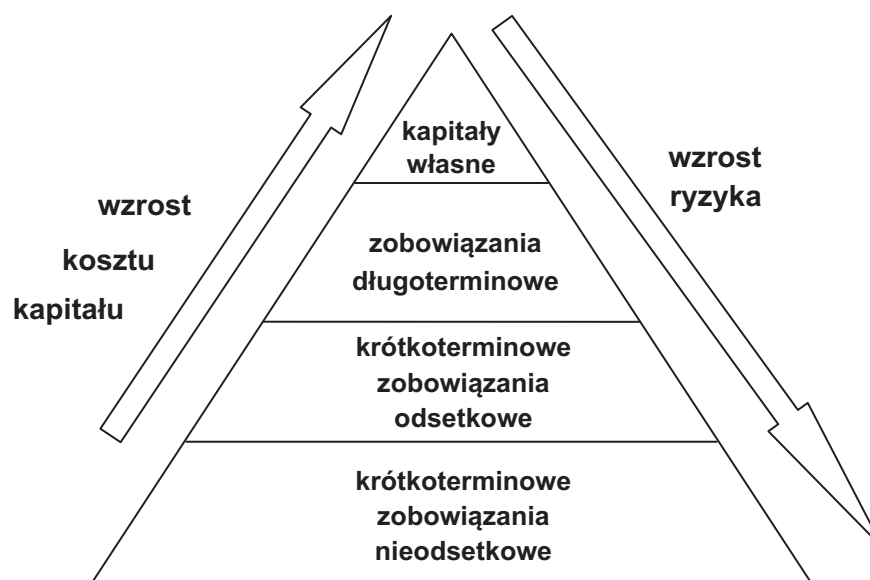 kapitały
własne
wzrost
ryzyka
wzrost
kosztu
kapitału
zobowiązania
długoterminowe
krótkoterminowe
zobowiązania
odsetkowe
krótkoterminowe
zobowiązania
nieodsetkowe